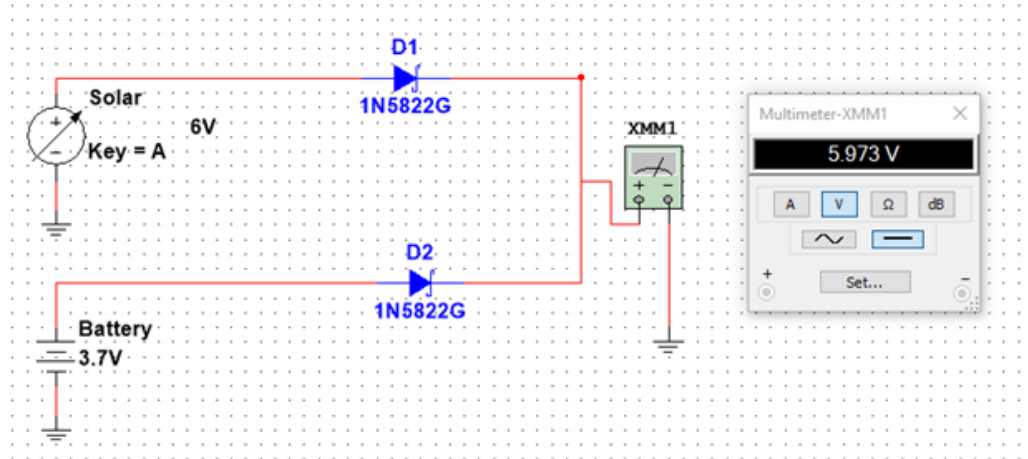 D1
1N5822G
Solar
6V
Key = A
XMM1
D2
1N5822G
Battery
3.7V
Multimeter-XMM1
5.973 V
A V Ω dB
+ Set... −